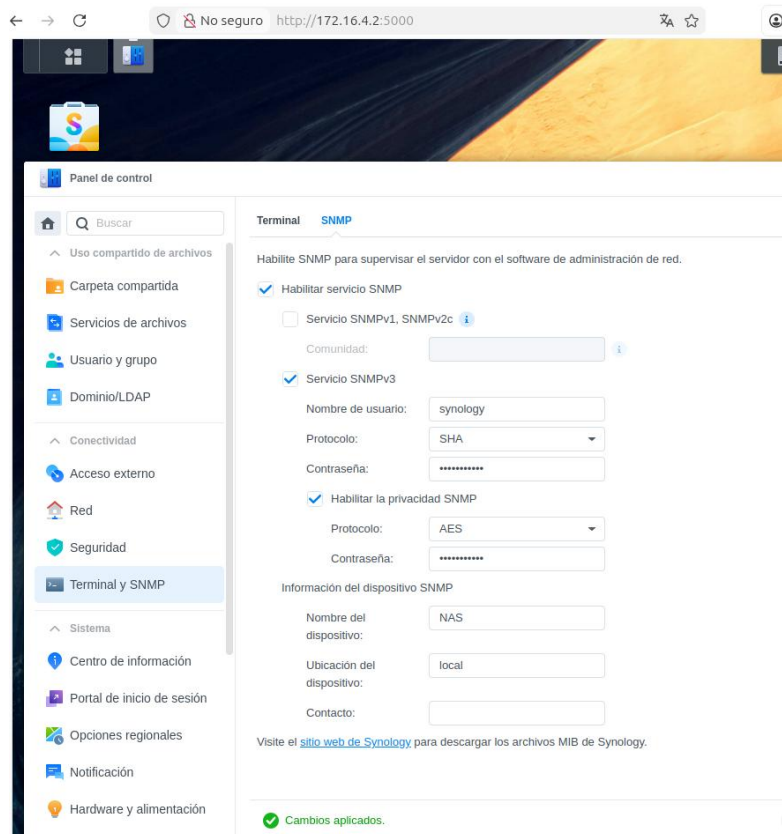 No seguro http://172.16.4.2:5000
S
Panel de control
Buscar
Uso compartido de archivos
Carpeta compartida
Servicios de archivos
Usuario y grupo
Dominio/LDAP
Conectividad
Acceso externo
Red
Seguridad
Terminal y SNMP
Sistema
Centro de información
Portal de inicio de sesión
Opciones regionales
Notificación
Hardware y alimentación
Terminal SNMP
Habilite SNMP para supervisar el servidor con el software de administración de red.
Habilitar servicio SNMP
Servicio SNMPv1, SNMPv2c
Comunidad:
Servicio SNMPv3
Nombre de usuario: synology
Protocolo: SHA
Contraseña: •••••••••••
Habilitar la privacidad SNMP
Protocolo: AES
Contraseña: •••••••••••
Información del dispositivo SNMP
Nombre del NAS
dispositivo:
Ubicación del local
dispositivo:
Contacto:
Visite el sitio web de Synology para descargar los archivos MIB de Synology.
Cambios aplicados.